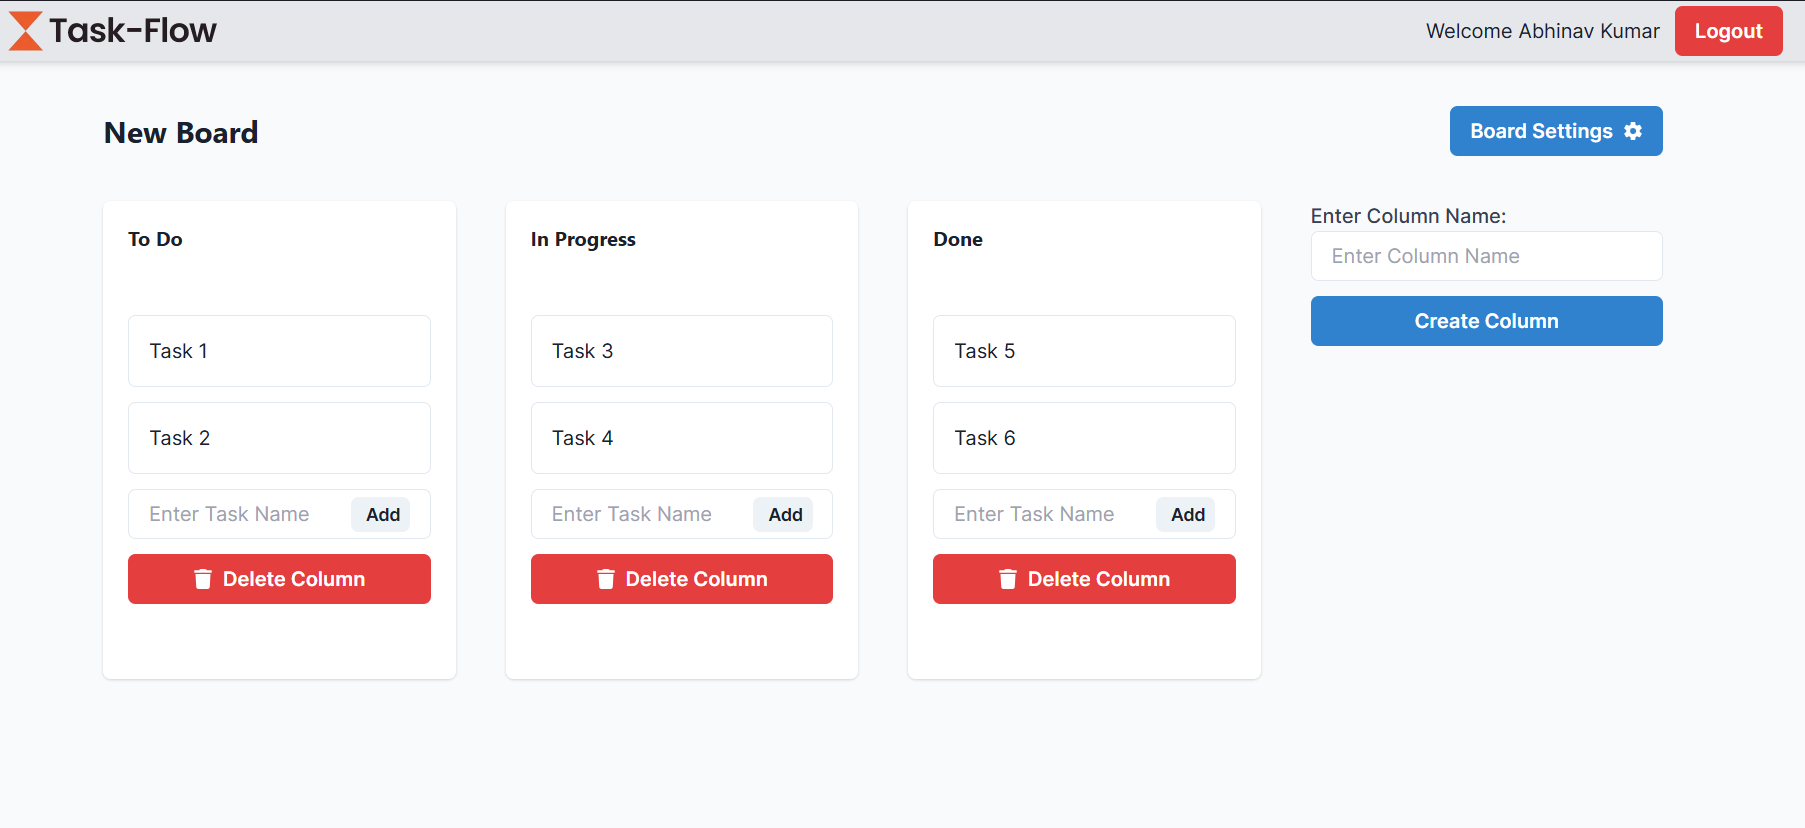 Task-Flow
Welcome Abhinav Kumar
Logout
New Board
Board Settings
To Do
Task 1
Task 2
Enter Task Name
Add
Delete Column
In Progress
Task 3
Task 4
Enter Task Name
Add
Delete Column
Done
Task 5
Task 6
Enter Task Name
Add
Delete Column
Enter Column Name:
Enter Column Name
Create Column